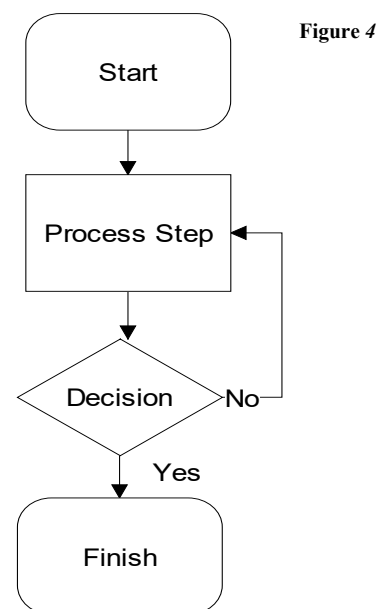 Figure 4
Start
Process Step
Decision
No
Yes
Finish